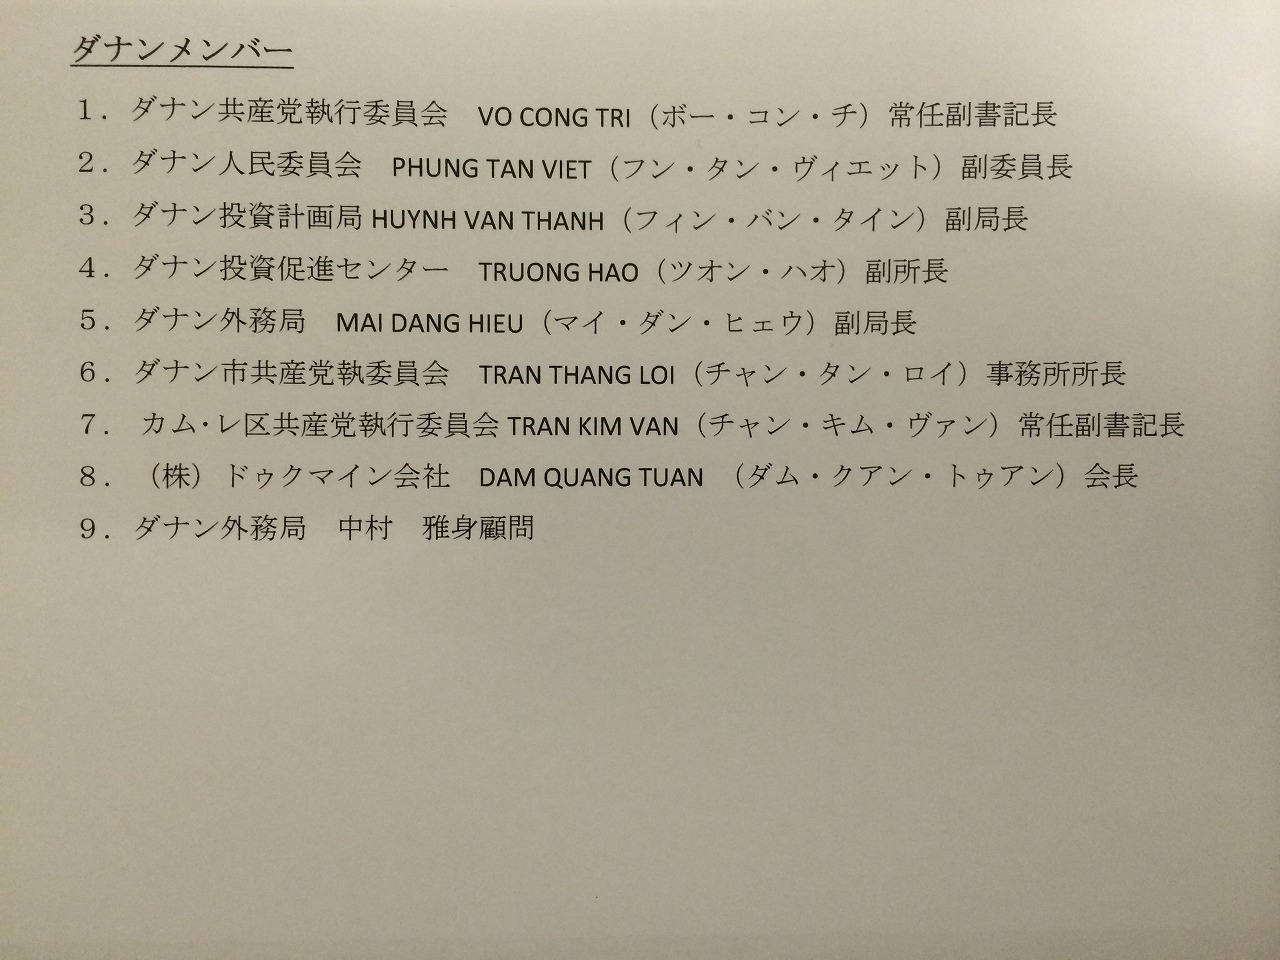 ダナンメンバー
１．ダナン共産党執行委員会　VO CONG TRI（ボー・コン・チ）常任副書記長
２．ダナン人民委員会　PHUNG TAN VIET（フン・タン・ヴィエット）副委員長
３．ダナン投資計画局 HUYNH VAN THANH（フィン・バン・タイン）副局長
４．ダナン投資促進センター　TRUONG HAO（ツオン・ハオ）副所長
５．ダナン外務局　MAI DANG HIEU（マイ・ダン・ヒェウ）副局長
６．ダナン市共産党執委員会　TRAN THANG LOI（チャン・タン・ロイ）事務所所長
７．カム・レ区共産党執行委員会 TRAN KIM VAN（チャン・キム・ヴァン）常任副書記長
８．（株）ドゥクマイン会社　DAM QUANG TUAN （ダム・クアン・トゥアン）会長
９．ダナン外務局　中村　雅身顧問